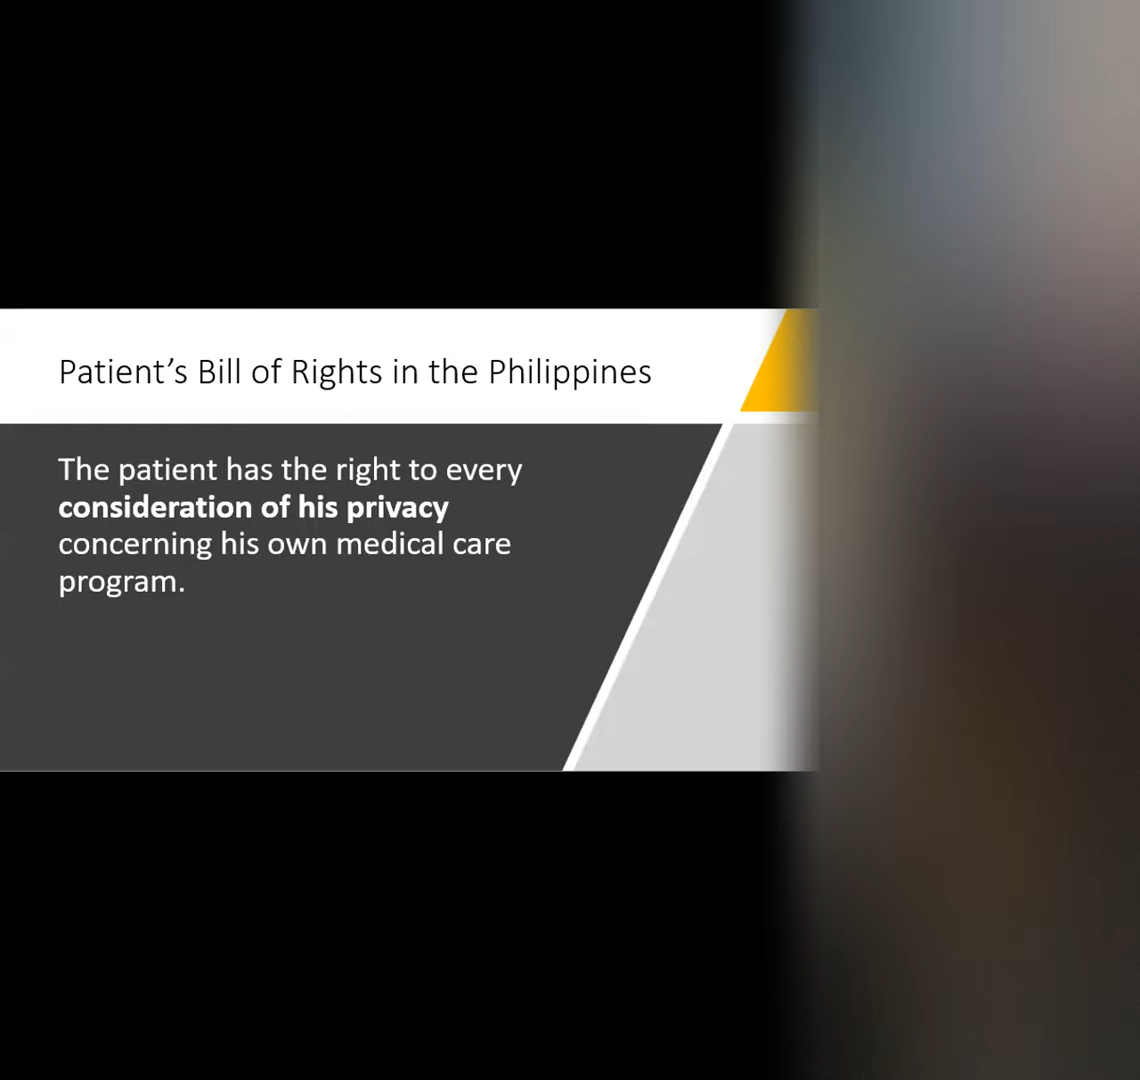 Patient’s Bill of Rights in the Philippines
The patient has the right to every
consideration of his privacy
concerning his own medical care
program.